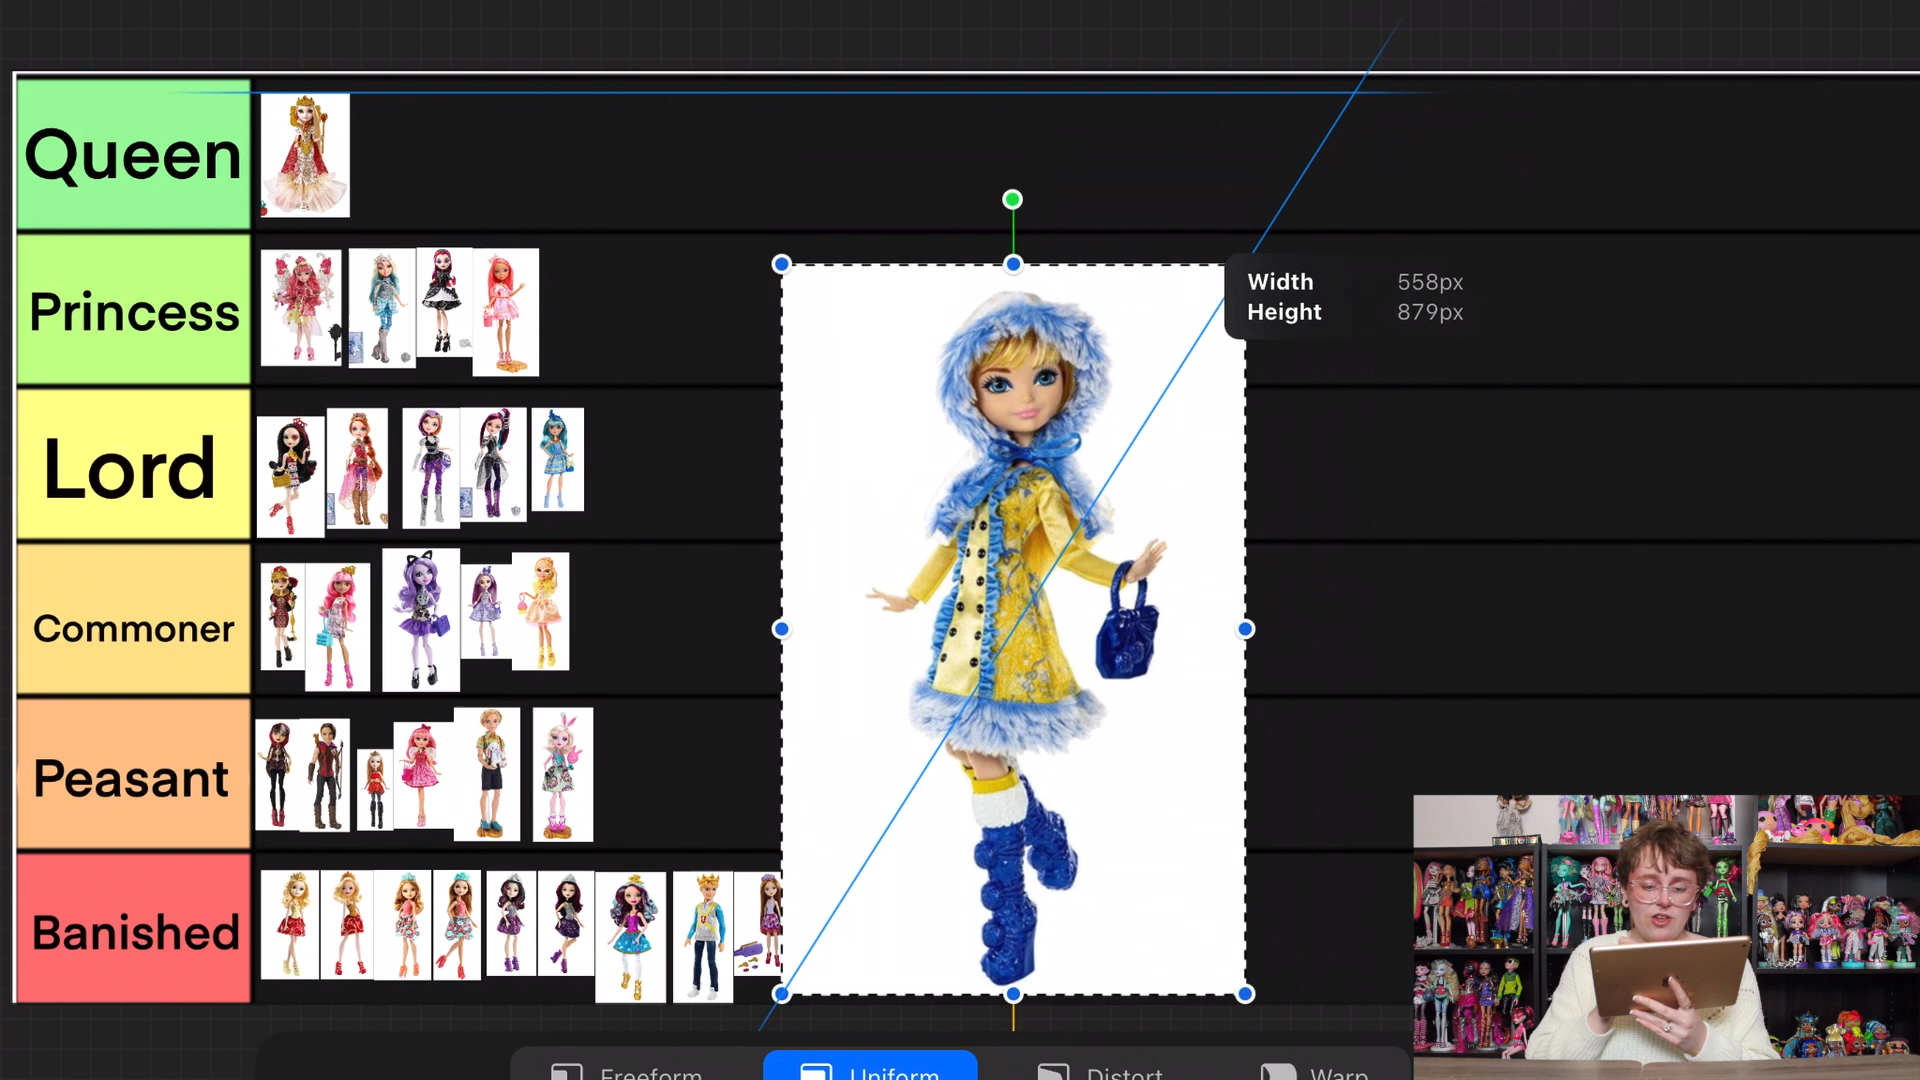 Queen
Princess
Width 558px
Height 879px
Lord
Commoner
Peasant
Banished
Freeform Uniform Distort Warp